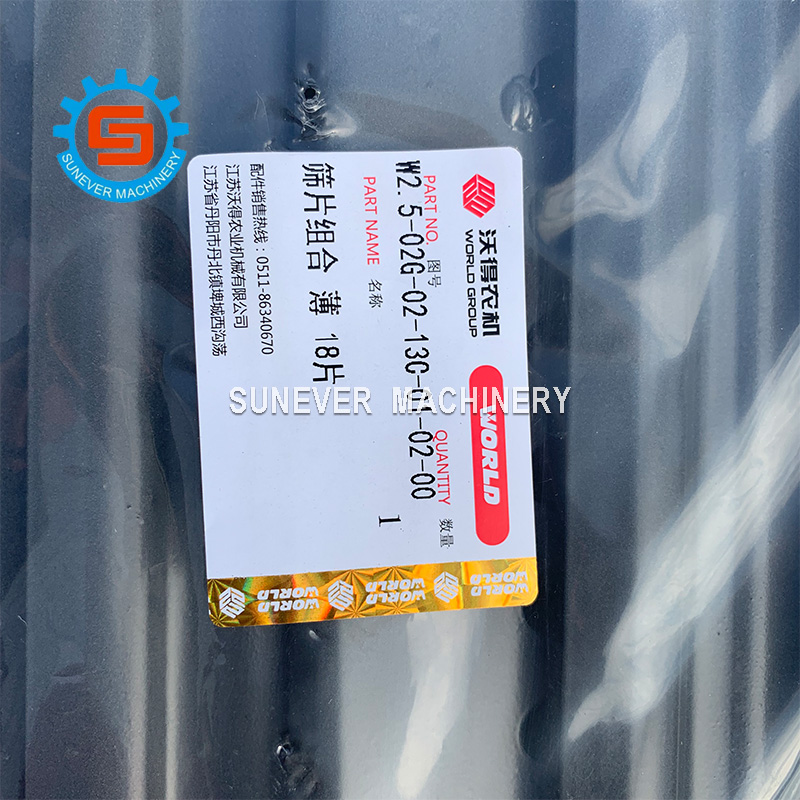 SUNEVER MACHINERY
沃得农机
WORLD GROUP
WORLD
PART NO. 图号
QUANTITY 数量
W2.5-02G-02-13G-01-02-00
1
PART NAME 名称
筛片组合 薄 18片
配件销售热线：0511-86340670
江苏沃得农业机械有限公司
江苏省丹阳市丹北镇埤城西沟荡
WORLD WORLD WORLD
SUNEVER MACHINERY